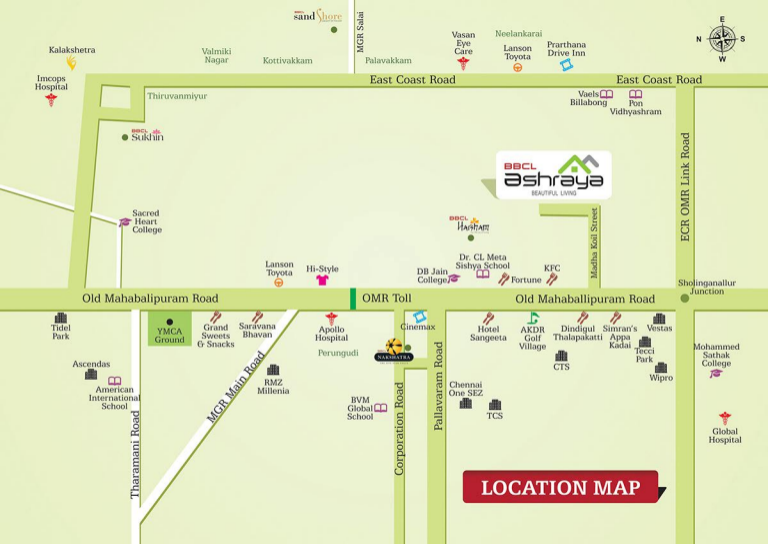 BBCL
sand Shore
MGR Salai
E
N
S
W
Kalakshetra
Imcops
Hospital
Valmiki
Nagar
Kottivakkam
Palavakkam
Vasan
Eye
Care
Neelankarai
Lanson
Toyota
Prarthana
Drive Inn
East Coast Road
East Coast Road
Thiruvanmiyur
Vaels
Billabong
Pon
Vidhyashram
BBCL
Sukhin
BBCL
ashraya
BEAUTIFUL LIVING
ECR OMR Link Road
Sacred
Heart
College
BBCL
Madha Koil Street
Lanson
Toyota
Hi-Style
DB Jain
College
Dr. CL Meta
Sishya School
Fortune
KFC
Sholinganallur
Junction
Old Mahabalipuram Road
OMR Toll
Old Mahaballipuram Road
Tidel
Park
YMCA
Ground
Grand
Sweets
& Snacks
Saravana
Bhavan
Apollo
Hospital
Perungudi
Cinemax
NAKSHATRA
Hotel
Sangeeta
AKDR
Golf
Village
Dindigul
Thalapakatti
Simran's
Appa
Kadai
Vestas
Tecci
Park
Wipro
CTS
Mohammed
Sathak
College
Ascendas
American
International
School
MGR Main Road
RMZ
Millenia
BVM
Global
School
Chennai
One SEZ
TCS
Global
Hospital
Tharamani Road
Corporation Road
Pallavaram Road
LOCATION MAP